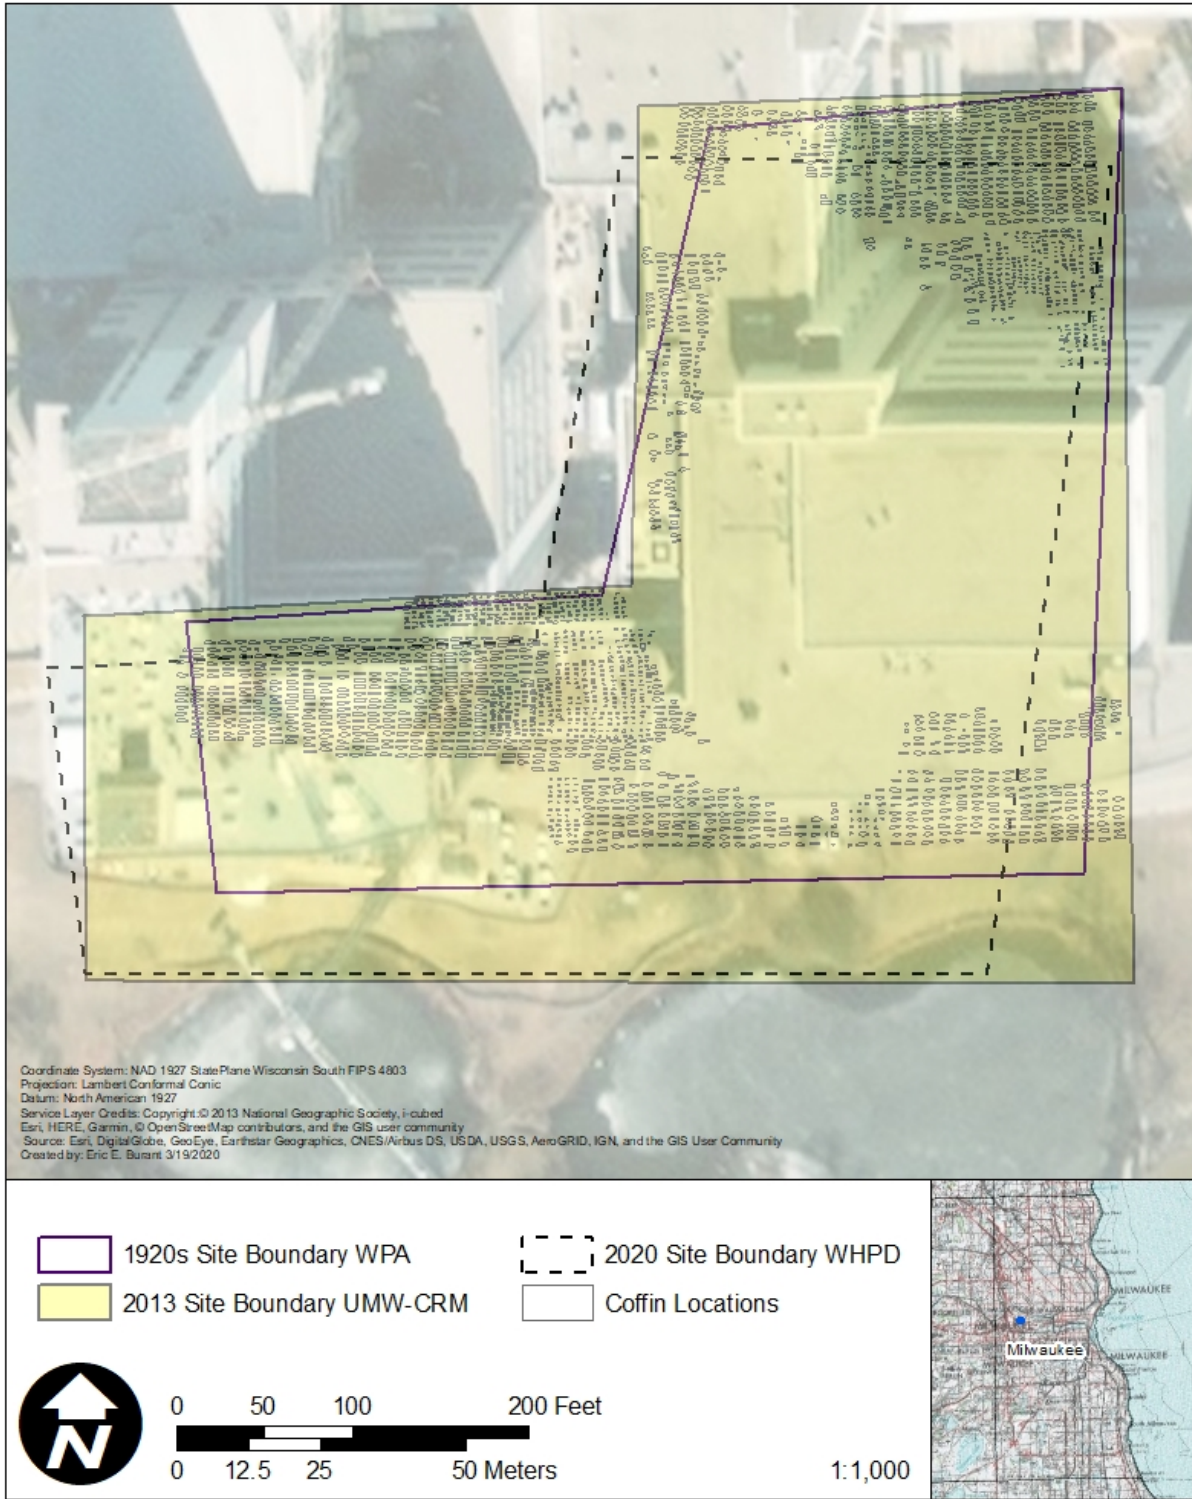 Coordinate System: NAD 1927 StatePlane Wisconsin South FIPS 4803
Projection: Lambert Conformal Conic
Datum: North American 1927
Service Layer Credits: Copyright:© 2013 National Geographic Society, i-cubed
Esri, HERE, Garmin, © OpenStreetMap contributors, and the GIS user community
Source: Esri, DigitalGlobe, GeoEye, Earthstar Geographics, CNES/Airbus DS, USDA, USGS, AeroGRID, IGN, and the GIS User Community
Created by: Eric E. Burant 3/19/2020
1920s Site Boundary WPA
2020 Site Boundary WHPD
2013 Site Boundary UMW-CRM
Coffin Locations
N
0 50 100 200 Feet
0 12.5 25 50 Meters
1:1,000
MILWAUKEE
Milwaukee
MILWAUKEE